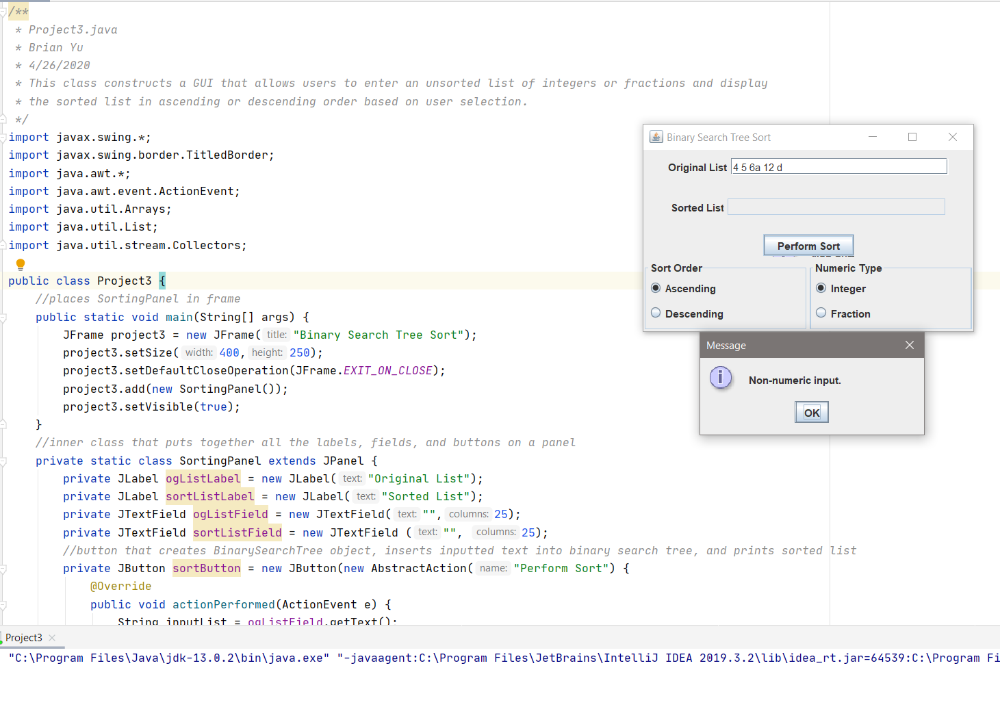 /**
* Project3.java
* Brian Yu
* 4/26/2020
* This class constructs a GUI that allows users to enter an unsorted list of integers or fractions and display
* the sorted list in ascending or descending order based on user selection.
*/
import javax.swing.*;
import javax.swing.border.TitledBorder;
import java.awt.*;
import java.awt.event.ActionEvent;
import java.util.Arrays;
import java.util.List;
import java.util.stream.Collectors;
public class Project3 {
//places SortingPanel in frame
public static void main(String[] args) {
JFrame project3 = new JFrame( title: "Binary Search Tree Sort");
project3.setSize( width: 400, height: 250);
project3.setDefaultCloseOperation(JFrame.EXIT_ON_CLOSE);
project3.add(new SortingPanel());
project3.setVisible(true);
}
//inner class that puts together all the labels, fields, and buttons on a panel
private static class SortingPanel extends JPanel {
private JLabel ogListLabel = new JLabel( text: "Original List");
private JLabel sortListLabel = new JLabel( text: "Sorted List");
private JTextField ogListField = new JTextField( text: "", columns: 25);
private JTextField sortListField = new JTextField ( text: "", columns: 25);
//button that creates BinarySearchTree object, inserts inputted text into binary search tree, and prints sorted list
private JButton sortButton = new JButton(new AbstractAction( name: "Perform Sort") {
@Override
public void actionPerformed(ActionEvent e) {
String inputList = ogListField.getText();
Binary Search Tree Sort
Original List 4 5 6a 12 d
Sorted List
Perform Sort
Sort Order
Ascending
Descending
Numeric Type
Integer
Fraction
Message
Non-numeric input.
OK
Project3
"C:\Program Files\Java\jdk-13.0.2\bin\java.exe" "-javaagent:C:\Program Files\JetBrains\IntelliJ IDEA 2019.3.2\lib\idea_rt.jar=64539:C:\Program Fi